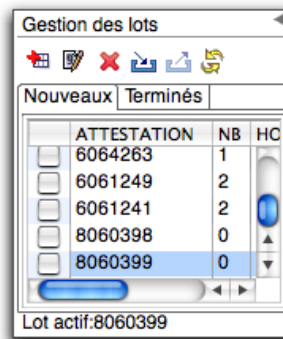 Gestion des lots
Nouveaux Terminés
ATTESTATION NB HO
6064263 1
6061249 2
6061241 2
8060398 0
8060399 0
Lot actif:8060399